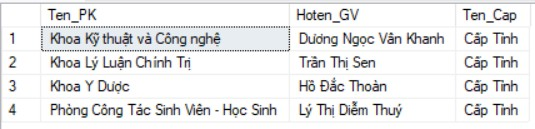 Ten_PK Hoten_GV Ten_Cap
1 Khoa Kỹ thuật và Công nghệ Dương Ngọc Vân Khanh Cấp Tỉnh
2 Khoa Lý Luận Chính Trị Trần Thị Sen Cấp Tỉnh
3 Khoa Y Dược Hồ Đắc Thoàn Cấp Tỉnh
4 Phòng Công Tác Sinh Viên - Học Sinh Lý Thị Diễm Thuý Cấp Tỉnh